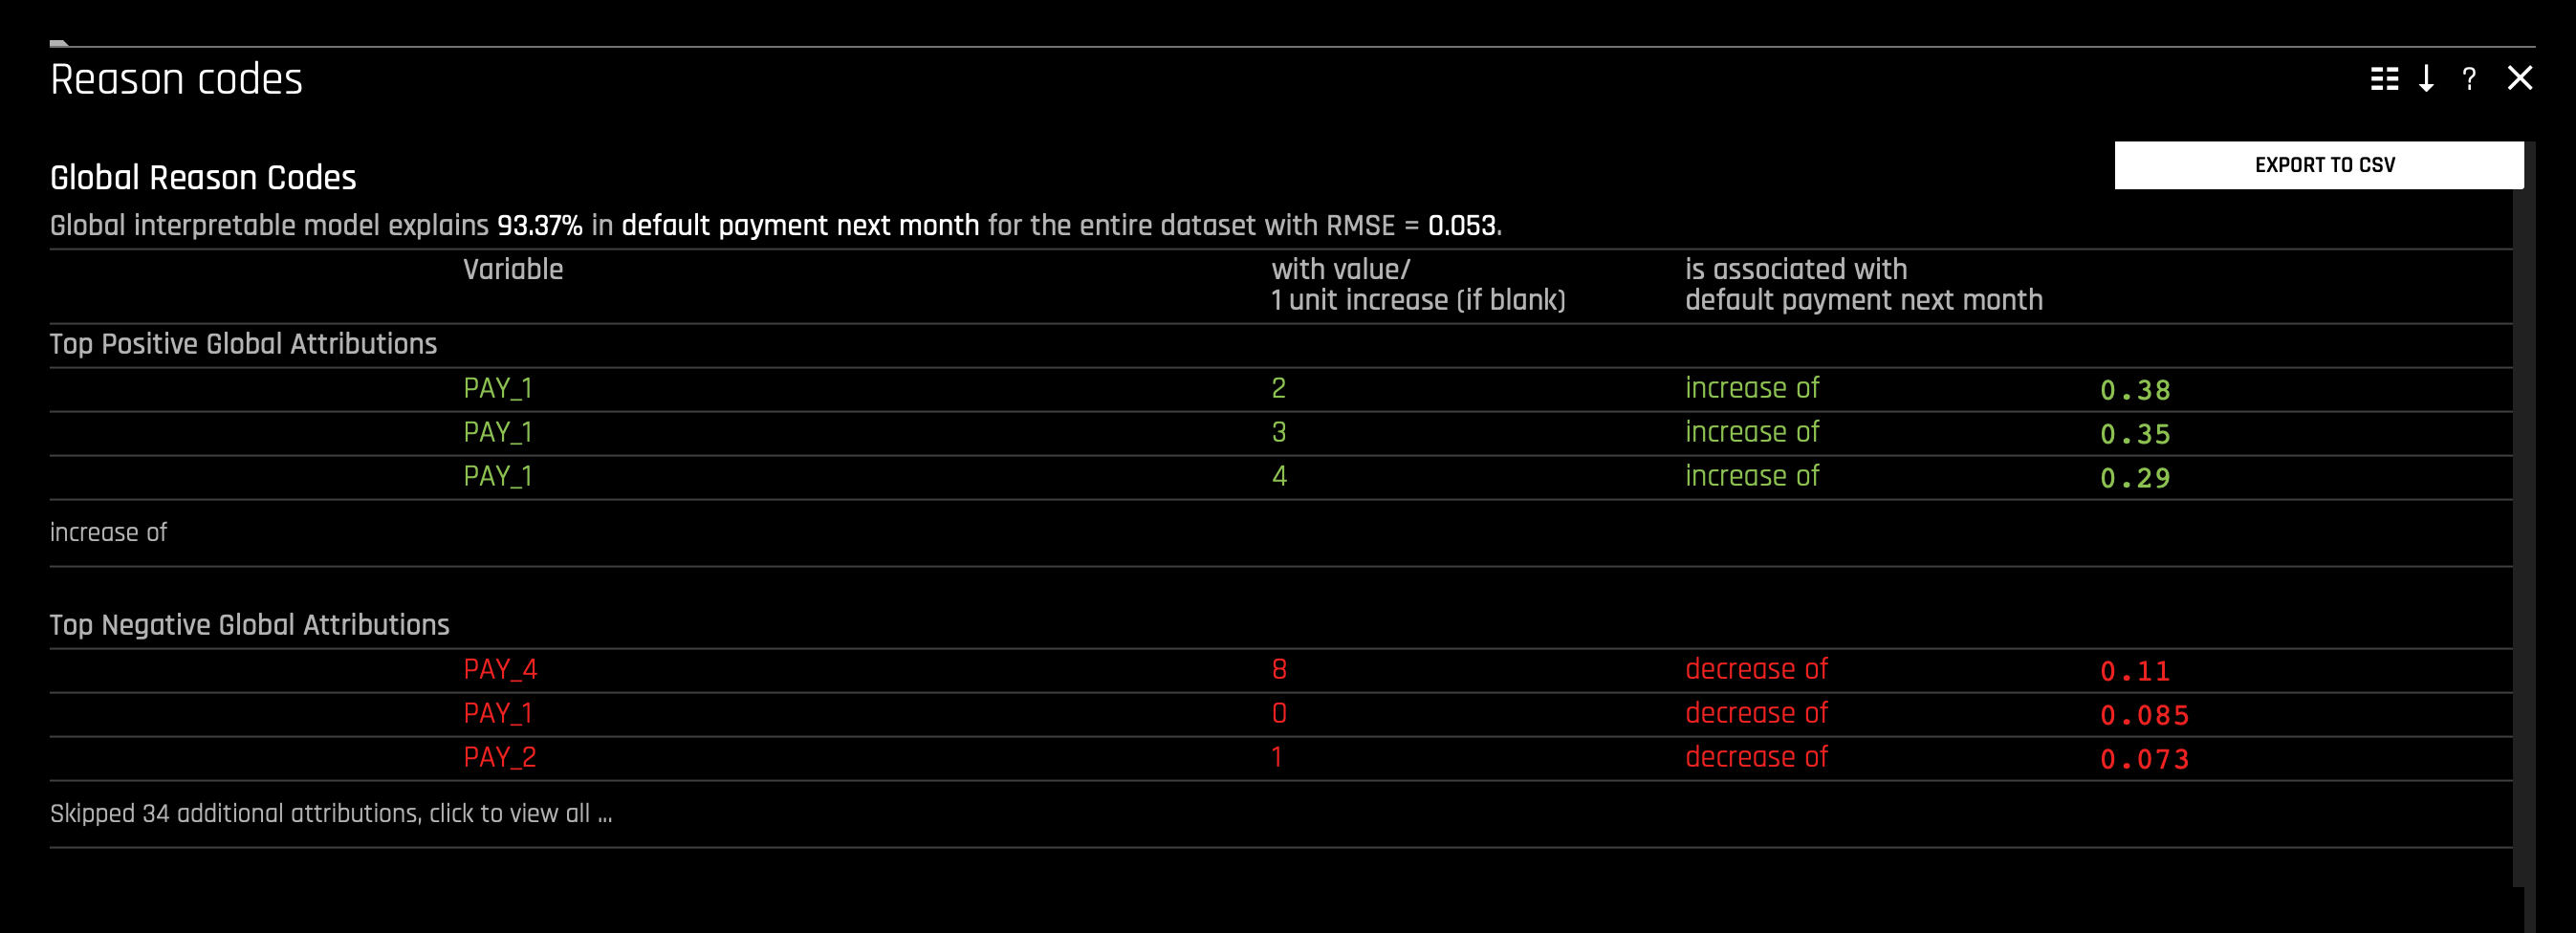 Reason codes
?
EXPORT TO CSV
Global Reason Codes
Global interpretable model explains 93.37% in default payment next month for the entire dataset with RMSE = 0.053.
Variable with value/ is associated with
1 unit increase (if blank) default payment next month
Top Positive Global Attributions
PAY_1 2 increase of 0.38
PAY_1 3 increase of 0.35
PAY_1 4 increase of 0.29
increase of
Top Negative Global Attributions
PAY_4 8 decrease of 0.11
PAY_1 0 decrease of 0.085
PAY_2 1 decrease of 0.073
Skipped 34 additional attributions, click to view all ...